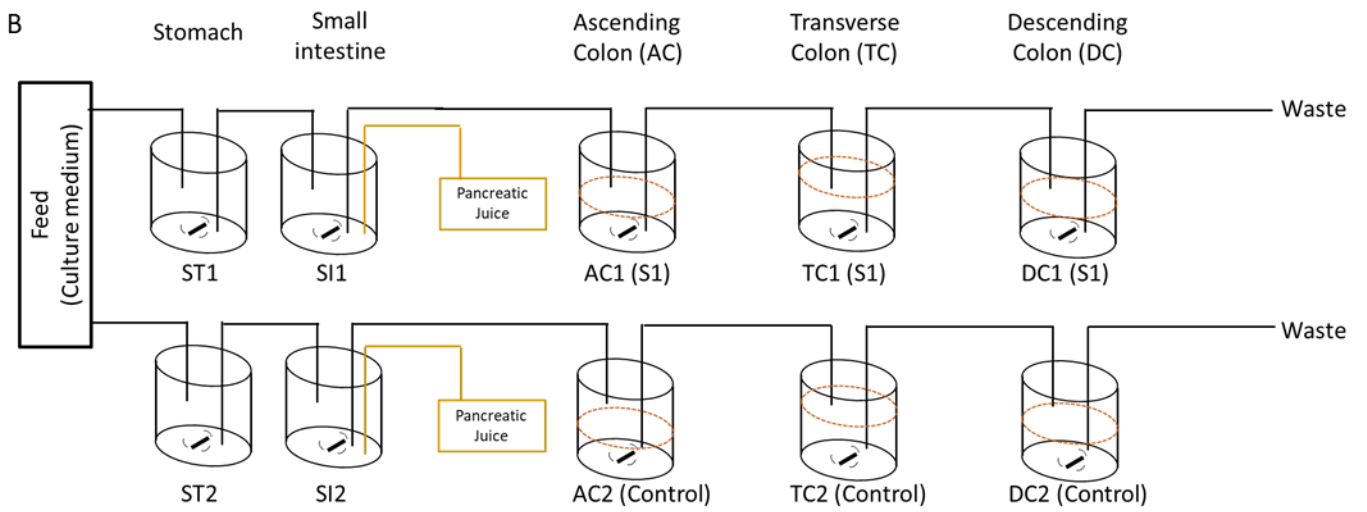 B
Stomach
Small
intestine
Ascending
Colon (AC)
Transverse
Colon (TC)
Descending
Colon (DC)
Feed
(Culture medium)
Waste
Pancreatic
Juice
ST1
SI1
AC1 (S1)
TC1 (S1)
DC1 (S1)
Waste
Pancreatic
Juice
ST2
SI2
AC2 (Control)
TC2 (Control)
DC2 (Control)